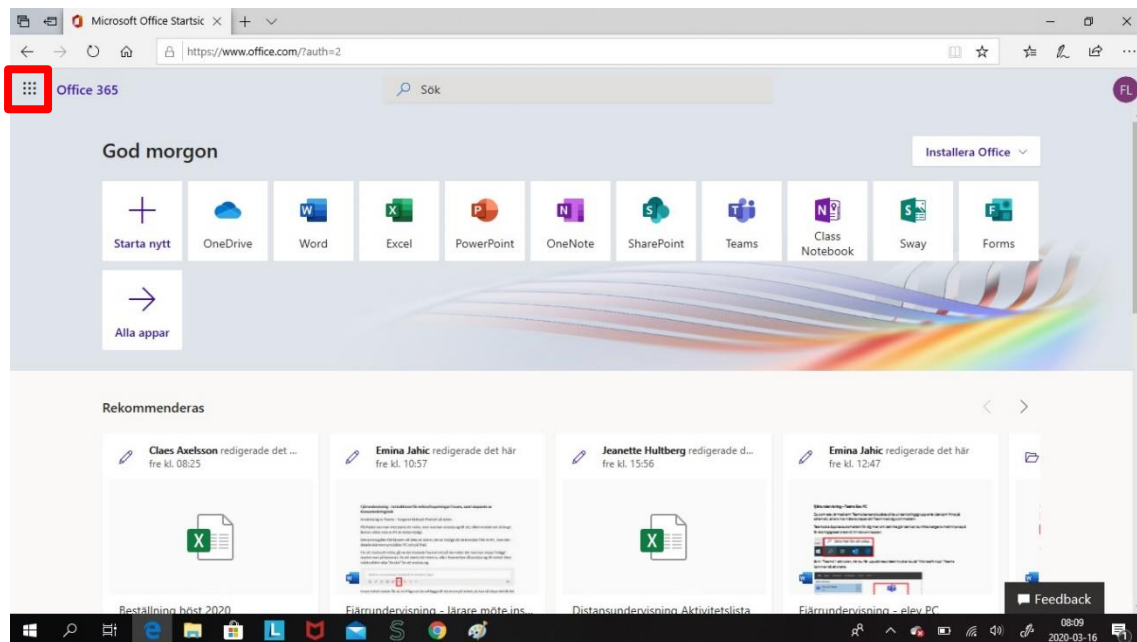 Microsoft Office Startsic
https://www.office.com/?auth=2
Office 365
Sök
FL
God morgon
Installera Office
Starta nytt
OneDrive
Word
Excel
PowerPoint
OneNote
SharePoint
Teams
Class
Notebook
Sway
Forms
Alla appar
Rekommenderas
Claes Axelsson redigerade det ...
fre kl. 08:25
Emina Jahic redigerade det här
fre kl. 10:57
Jeanette Hultberg redigerade d...
fre kl. 15:56
Emina Jahic redigerade det här
fre kl. 12:47
Beställning höst 2020
Fjärrundervisning - lärare möte ins...
Distansundervisning Aktivitetslista
Fjärrundervisning - elev PC
Feedback
08:09
2020-03-16